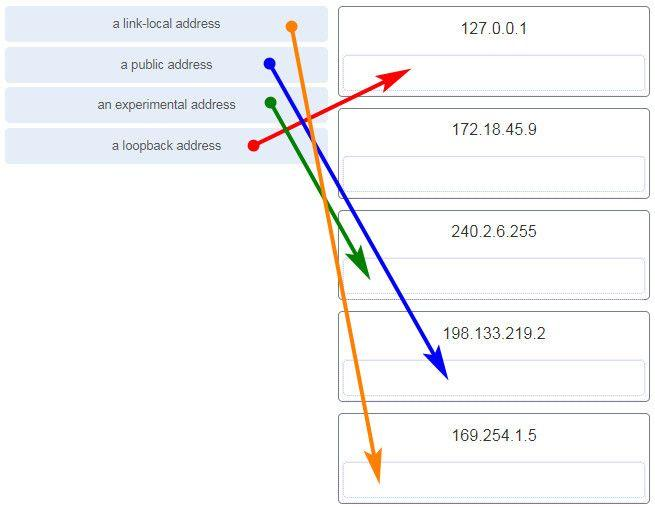 a link-local address
a public address
an experimental address
a loopback address
127.0.0.1
172.18.45.9
240.2.6.255
198.133.219.2
169.254.1.5